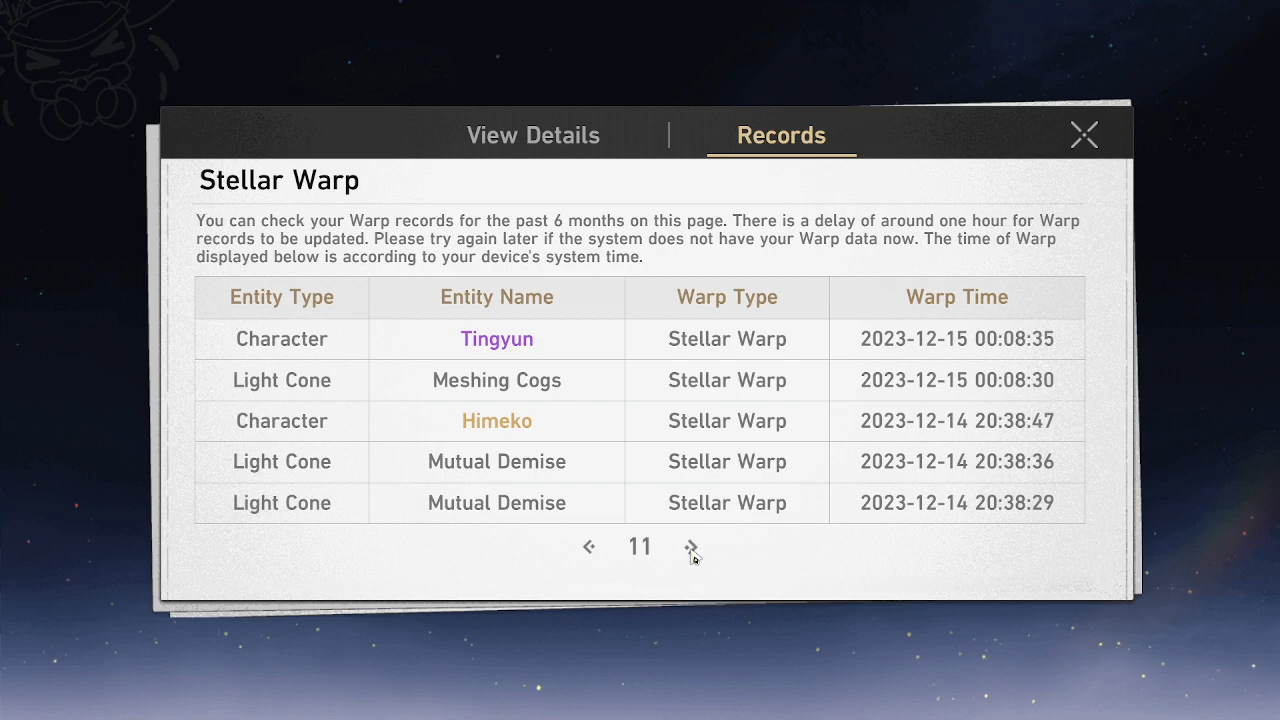 View Details | Records
Stellar Warp
You can check your Warp records for the past 6 months on this page. There is a delay of around one hour for Warp
records to be updated. Please try again later if the system does not have your Warp data now. The time of Warp
displayed below is according to your device's system time.
Entity Type Entity Name Warp Type Warp Time
Character Tingyun Stellar Warp 2023-12-15 00:08:35
Light Cone Meshing Cogs Stellar Warp 2023-12-15 00:08:30
Character Himeko Stellar Warp 2023-12-14 20:38:47
Light Cone Mutual Demise Stellar Warp 2023-12-14 20:38:36
Light Cone Mutual Demise Stellar Warp 2023-12-14 20:38:29
11